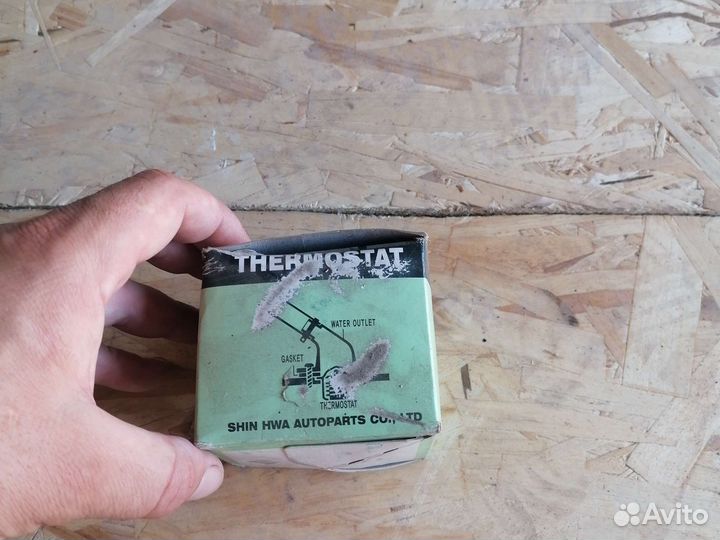 THERMOSTAT
WATER OUTLET
GASKET
THERMOSTAT
SHIN HWA AUTOPARTS CO., LTD
Avito